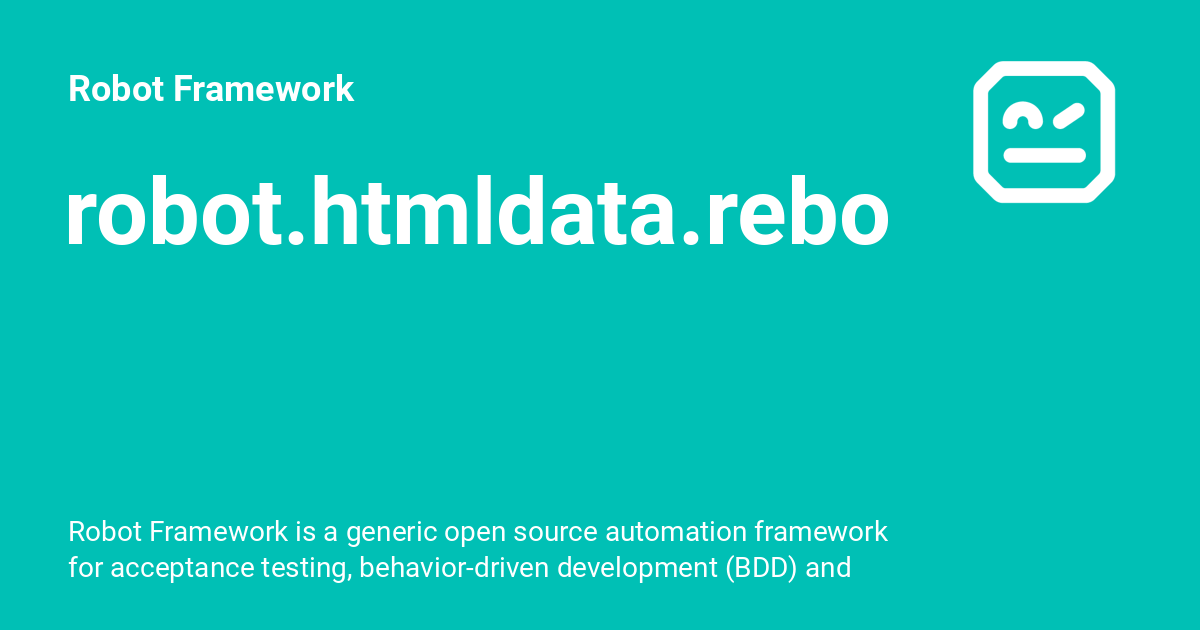 Robot Framework
robot.htmldata.rebo
Robot Framework is a generic open source automation framework
for acceptance testing, behavior-driven development (BDD) and